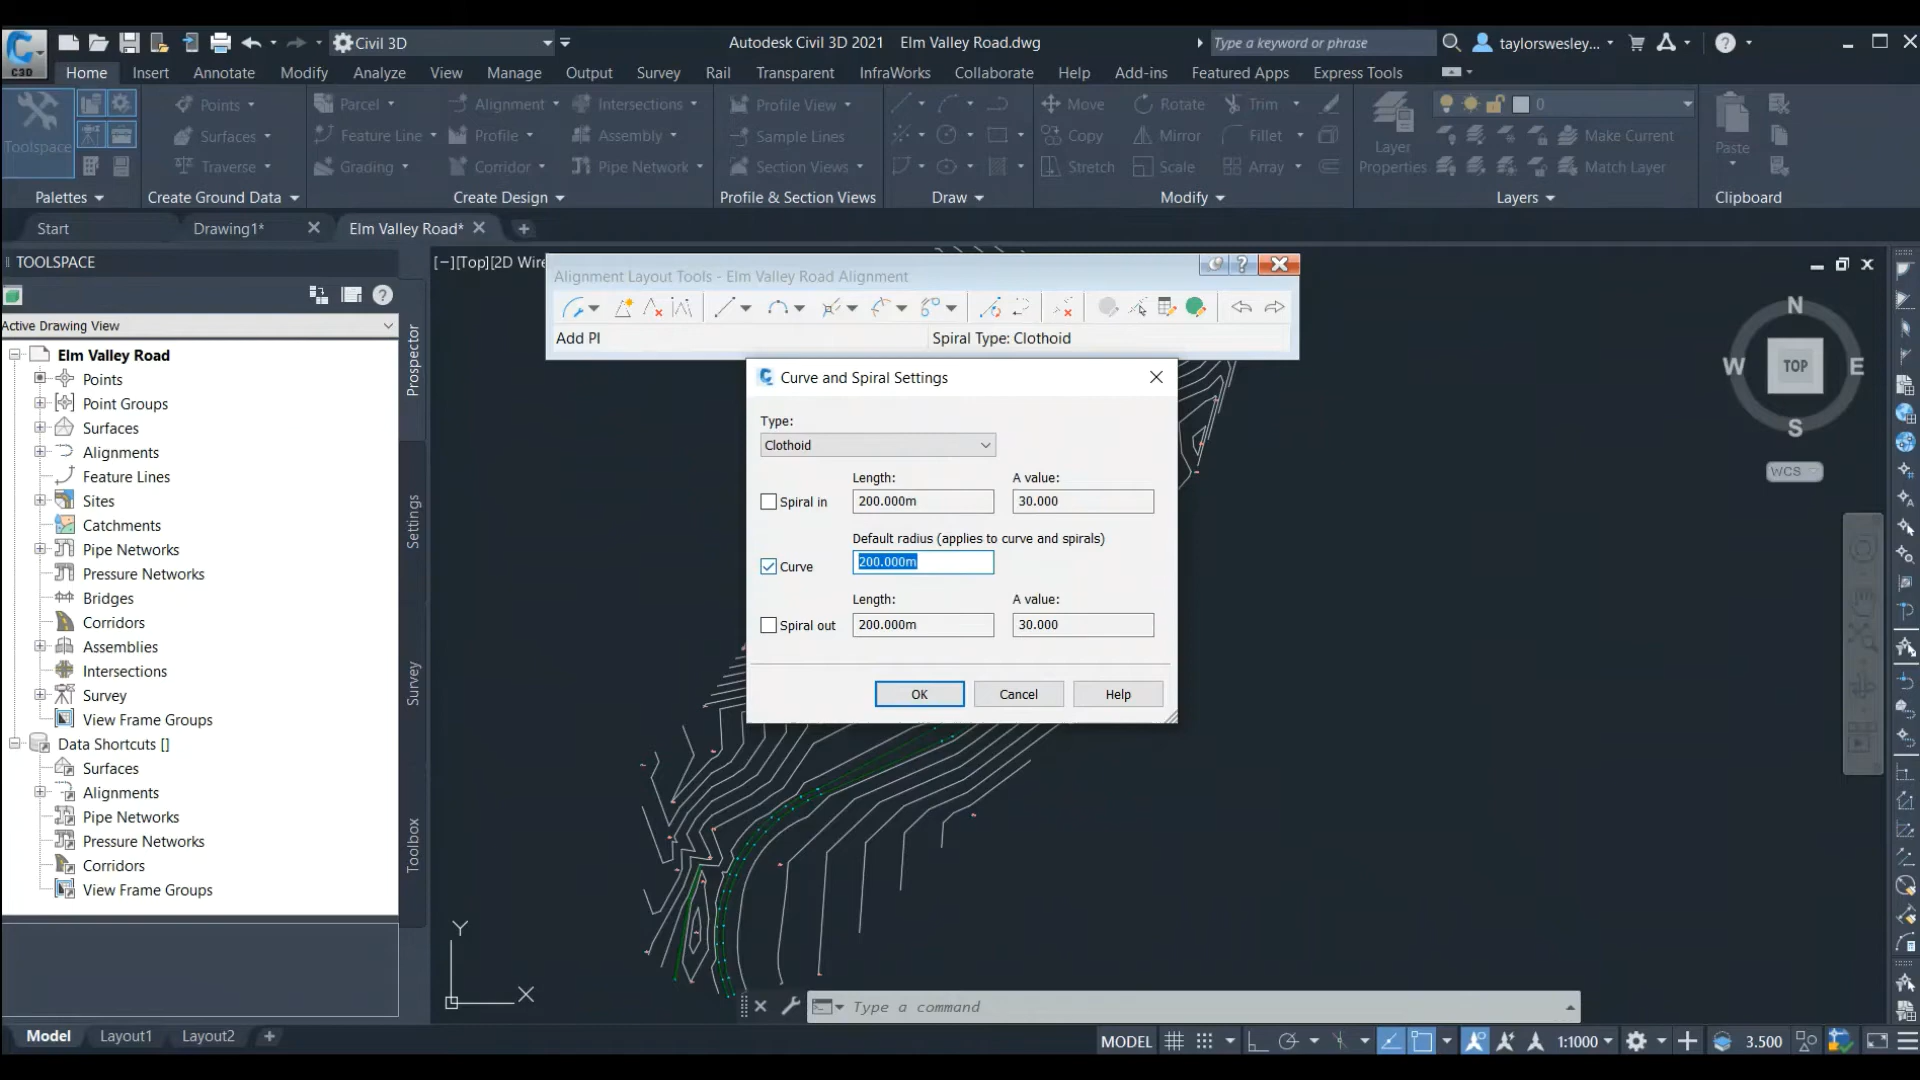 C3D
Civil 3D
Autodesk Civil 3D 2021 Elm Valley Road.dwg
Type a keyword or phrase
taylorswesley...
Home Insert Annotate Modify Analyze View Manage Output Survey Rail Transparent InfraWorks Collaborate Help Add-ins Featured Apps Express Tools
Toolspace
Points Parcel Alignment Intersections Profile View Move Rotate Trim 0
Surfaces Feature Line Profile Assembly Sample Lines Copy Mirror Fillet Make Current
Traverse Grading Corridor Pipe Network Section Views Stretch Scale Array Match Layer
Layer Properties
Paste
Palettes Create Ground Data Create Design Profile & Section Views Draw Modify Layers Clipboard
Start Drawing1* Elm Valley Road*
TOOLSPACE
Active Drawing View
Elm Valley Road
Points
Point Groups
Surfaces
Alignments
Feature Lines
Sites
Catchments
Pipe Networks
Pressure Networks
Bridges
Corridors
Assemblies
Intersections
Survey
View Frame Groups
Data Shortcuts []
Surfaces
Alignments
Pipe Networks
Pressure Networks
Corridors
View Frame Groups
Prospector
Settings
Survey
Toolbox
[−][Top][2D Wire
Alignment Layout Tools - Elm Valley Road Alignment
Add PI Spiral Type: Clothoid
Curve and Spiral Settings
Type:
Clothoid
Length: A value:
Spiral in 200.000m 30.000
Default radius (applies to curve and spirals)
Curve 200.000m
Length: A value:
Spiral out 200.000m 30.000
OK Cancel Help
N
W TOP E
S
WCS
Y
X
Type a command
Model Layout1 Layout2
MODEL 1:1000 3.500